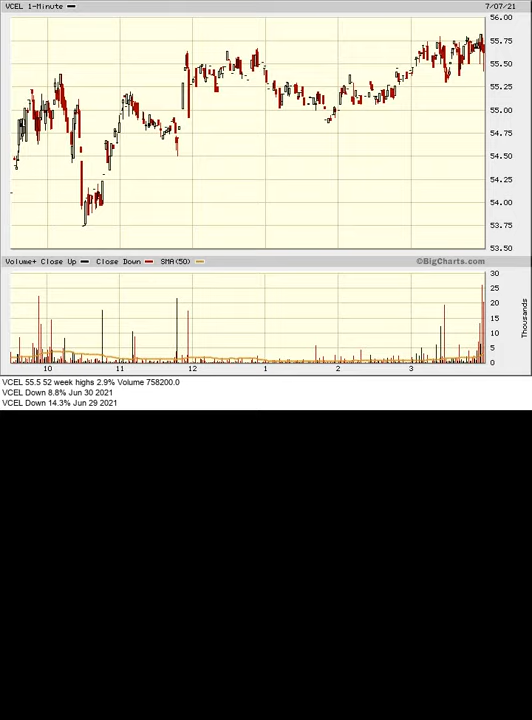 VCEL 1-Minute 7/07/21
56.00
55.75
55.50
55.25
55.00
54.75
54.50
54.25
54.00
53.75
53.50
Volume+ Close Up Close Down SMA(50) ©BigCharts.com
30
25
20
15
10
5
0
Thousands
10 11 12 1 2 3
VCEL 55.5 52 week highs 2.9% Volume 758200.0
VCEL Down 8.8% Jun 30 2021
VCEL Down 14.3% Jun 29 2021